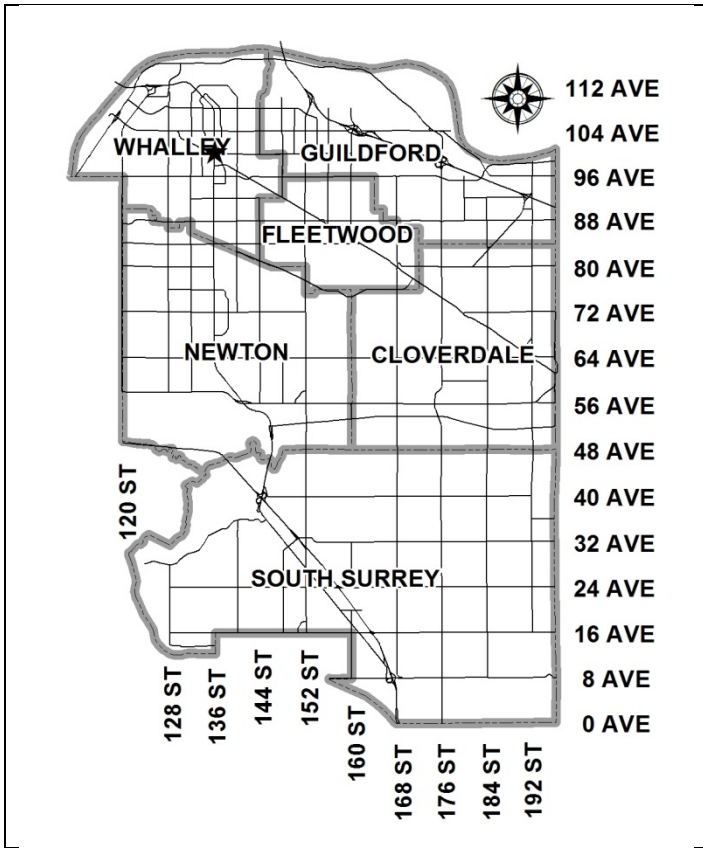 112 AVE
104 AVE
WHALLEY
GUILDFORD
96 AVE
88 AVE
FLEETWOOD
80 AVE
72 AVE
NEWTON
CLOVERDALE
64 AVE
56 AVE
48 AVE
120 ST
40 AVE
32 AVE
SOUTH SURREY
24 AVE
16 AVE
8 AVE
0 AVE
128 ST
136 ST
144 ST
152 ST
160 ST
168 ST
176 ST
184 ST
192 ST